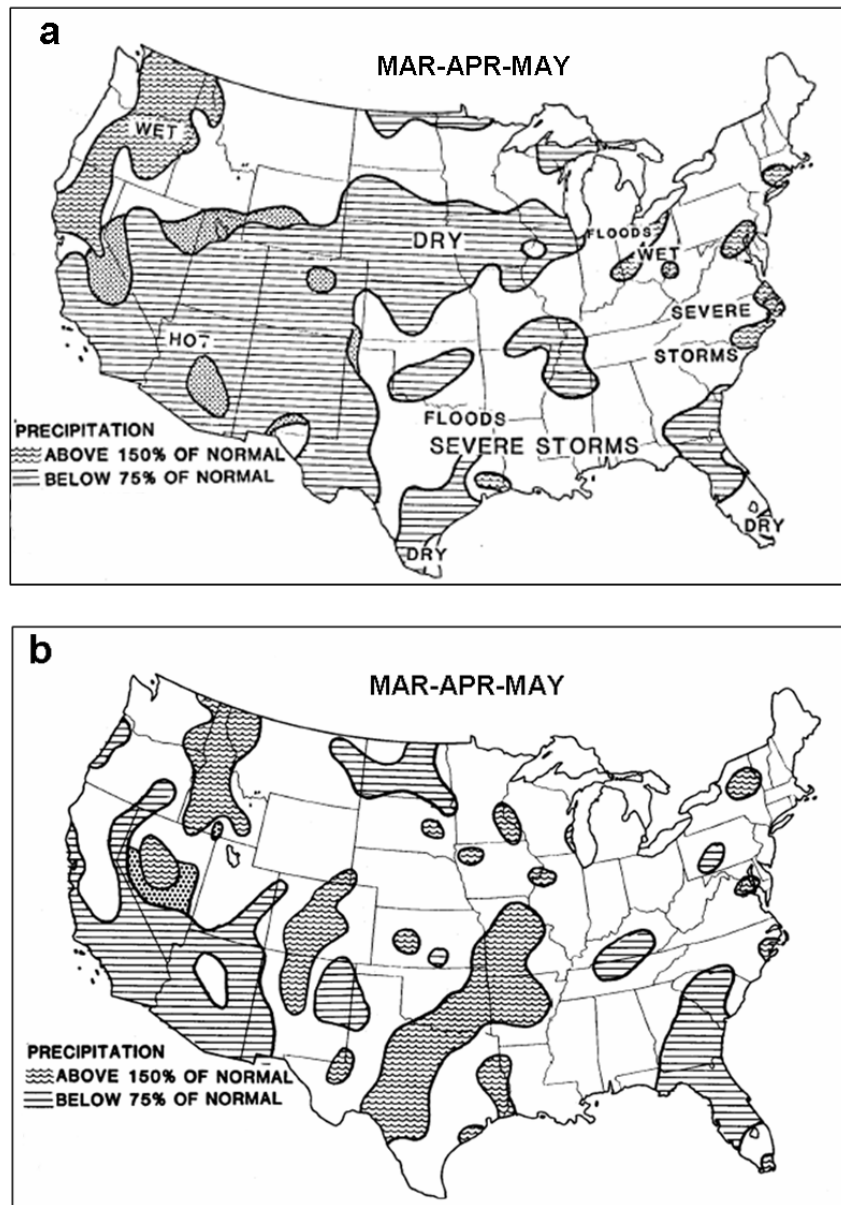 a
MAR-APR-MAY
WET
DRY
FLOODS
WET
SEVERE
STORMS
HOT
FLOODS
SEVERE STORMS
PRECIPITATION
ABOVE 150% OF NORMAL
BELOW 75% OF NORMAL
DRY
DRY
b
MAR-APR-MAY
PRECIPITATION
ABOVE 150% OF NORMAL
BELOW 75% OF NORMAL